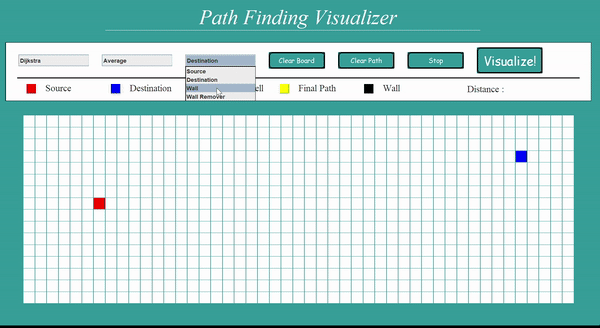 Path Finding Visualizer
Dijkstra Average Destination Clear Board Clear Path Stop Visualize!
Source
Destination
Wall
Wall Remover
Source Destination ell Final Path Wall Distance :